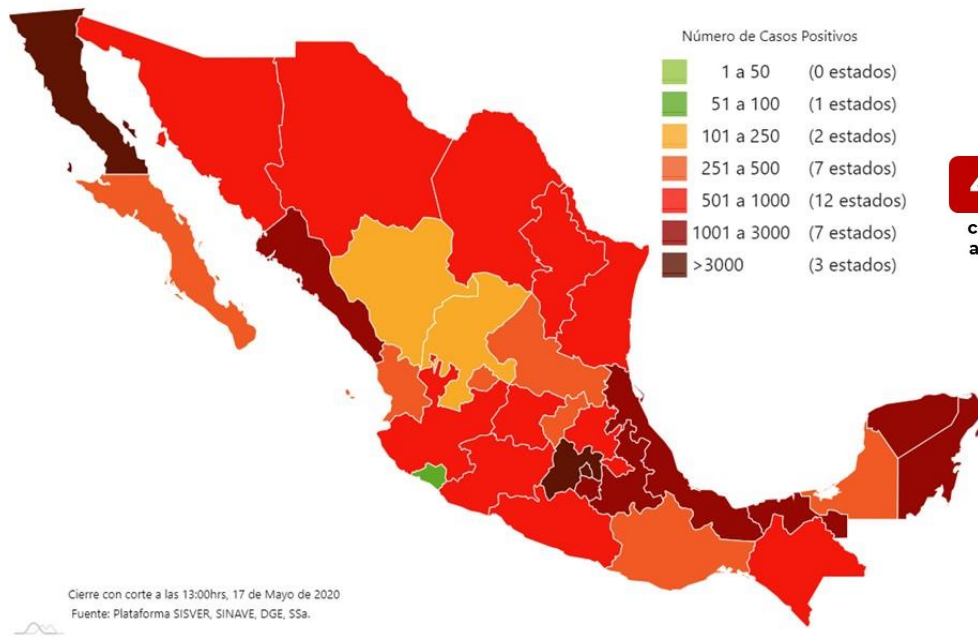 Número de Casos Positivos
1 a 50 (0 estados)
51 a 100 (1 estados)
101 a 250 (2 estados)
251 a 500 (7 estados)
501 a 1000 (12 estados)
1001 a 3000 (7 estados)
>3000 (3 estados)
Cierre con corte a las 13:00hrs, 17 de Mayo de 2020
Fuente: Plataforma SISVER, SINAVE, DGE, SSa.